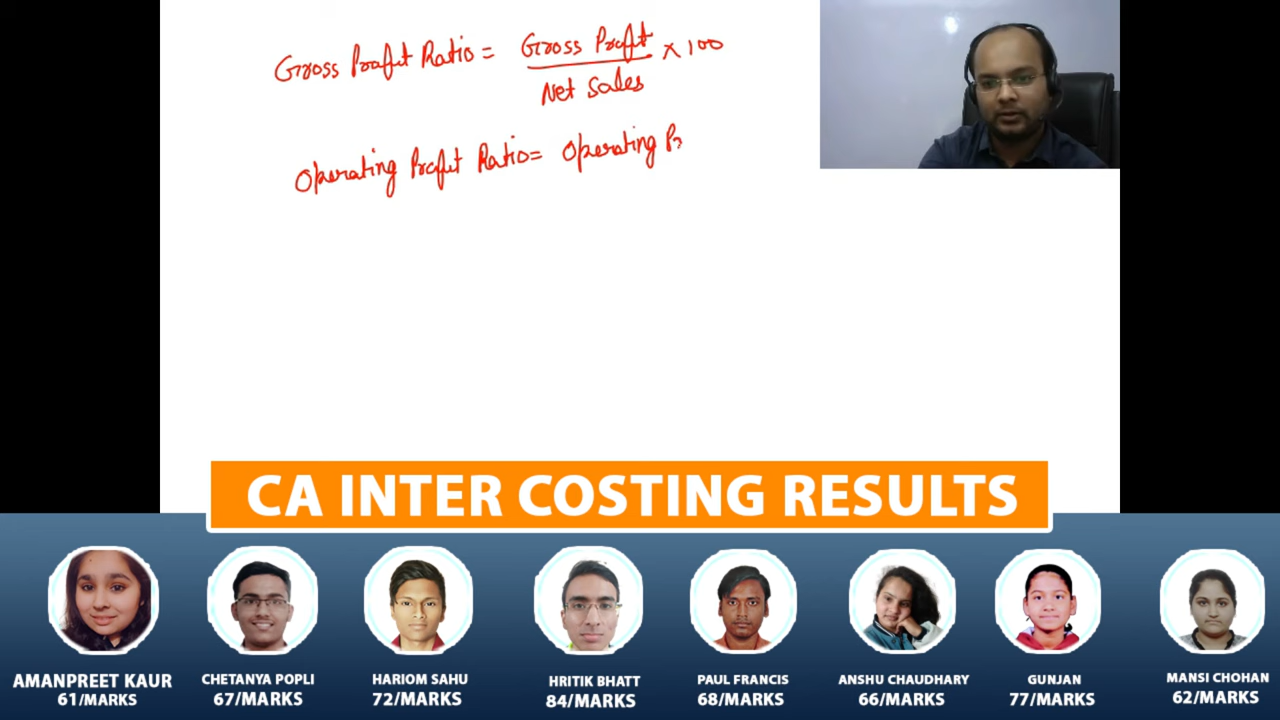 Gross Profit Ratio = Gross Profit × 100
Net Sales
Operating Profit Ratio = Operating Pr
CA INTER COSTING RESULTS
AMANPREET KAUR
61/MARKS
CHETANYA POPLI
67/MARKS
HARIOM SAHU
72/MARKS
HRITIK BHATT
84/MARKS
PAUL FRANCIS
68/MARKS
ANSHU CHAUDHARY
66/MARKS
GUNJAN
77/MARKS
MANSI CHOHAN
62/MARKS